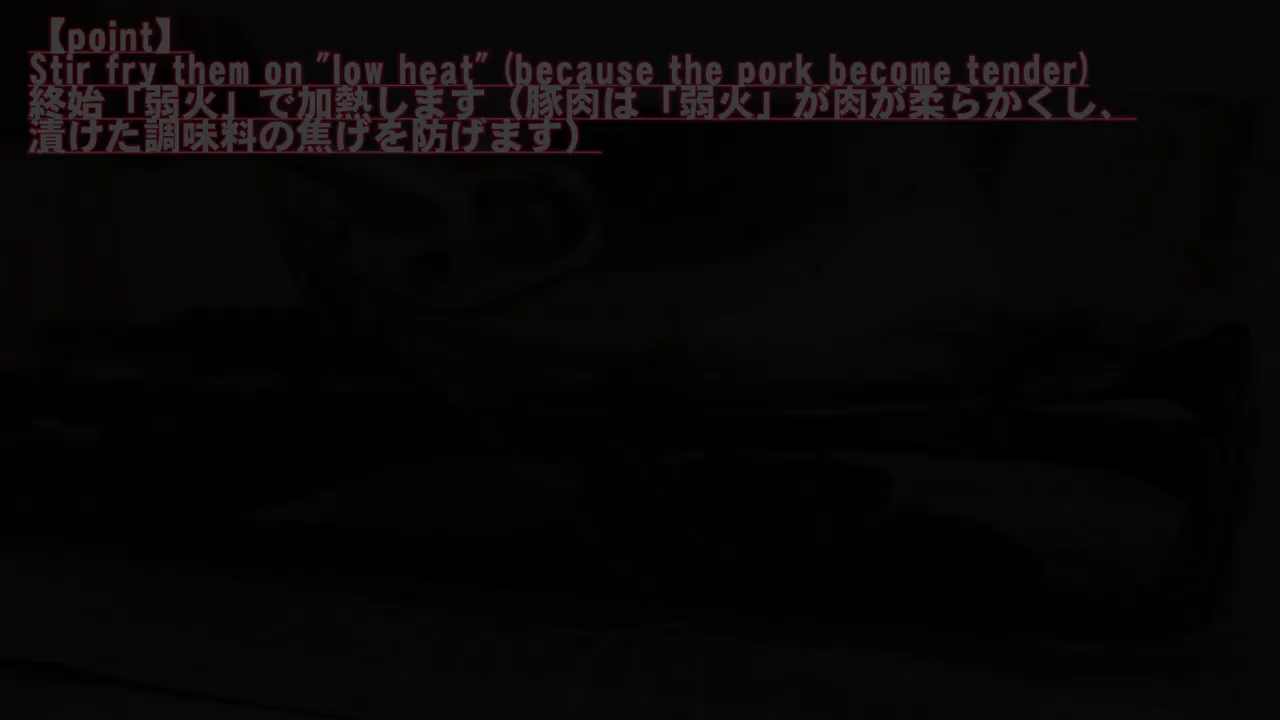 【point】
Stir fry them on "low heat" (because the pork become tender)
終始「弱火」で加熱します（豚肉は「弱火」が肉が柔らかくし、
漬けた調味料の焦げを防げます）